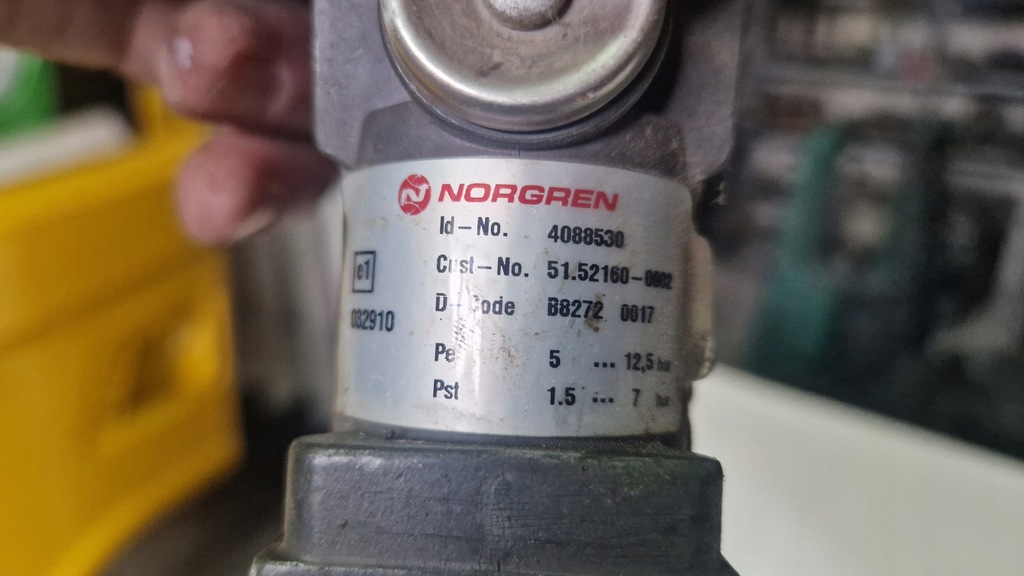 NORGREN
Id-No. 4088530
Cust-No. 51.52160-0002
D-Code B8272 0017
Pe 5 ... 12,5 bar
Pst 1.5 ... 7 bar
e1
032910